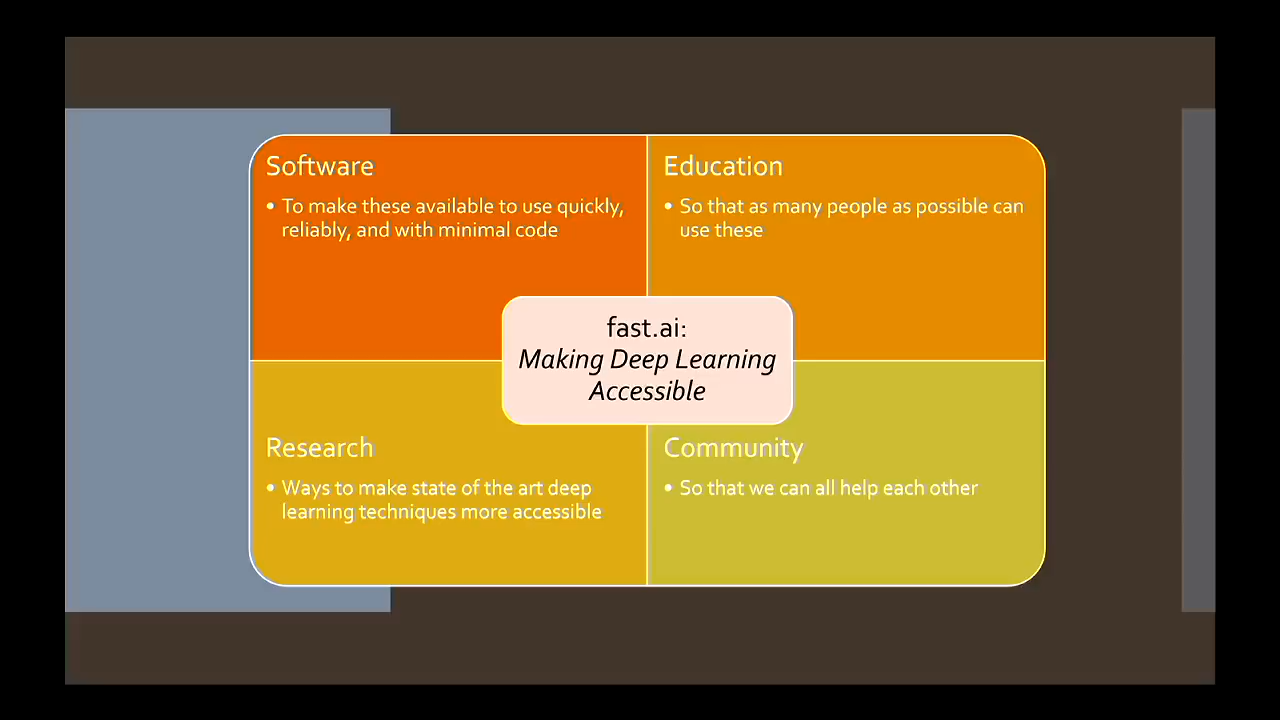 Software
• To make these available to use quickly,
reliably, and with minimal code
Education
• So that as many people as possible can
use these
fast.ai:
Making Deep Learning
Accessible
Research
• Ways to make state of the art deep
learning techniques more accessible
Community
• So that we can all help each other